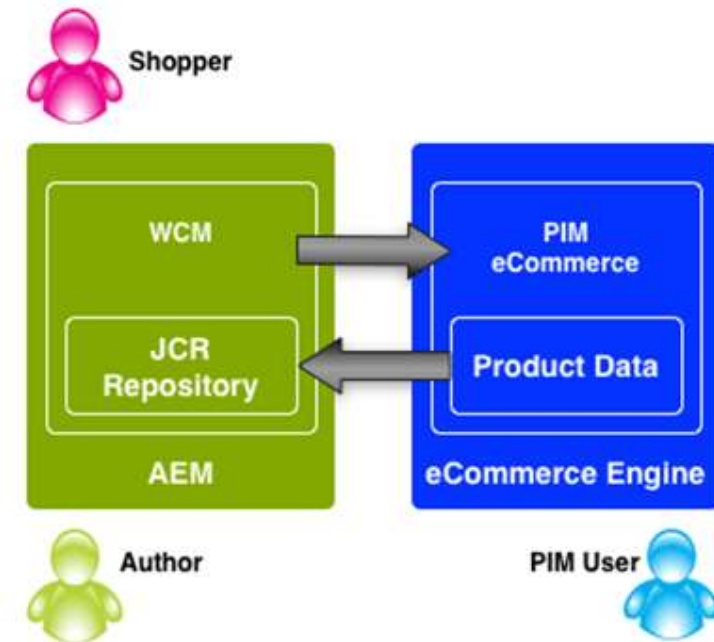 Shopper
WCM
JCR
Repository
AEM
PIM
eCommerce
Product Data
eCommerce Engine
Author
PIM User